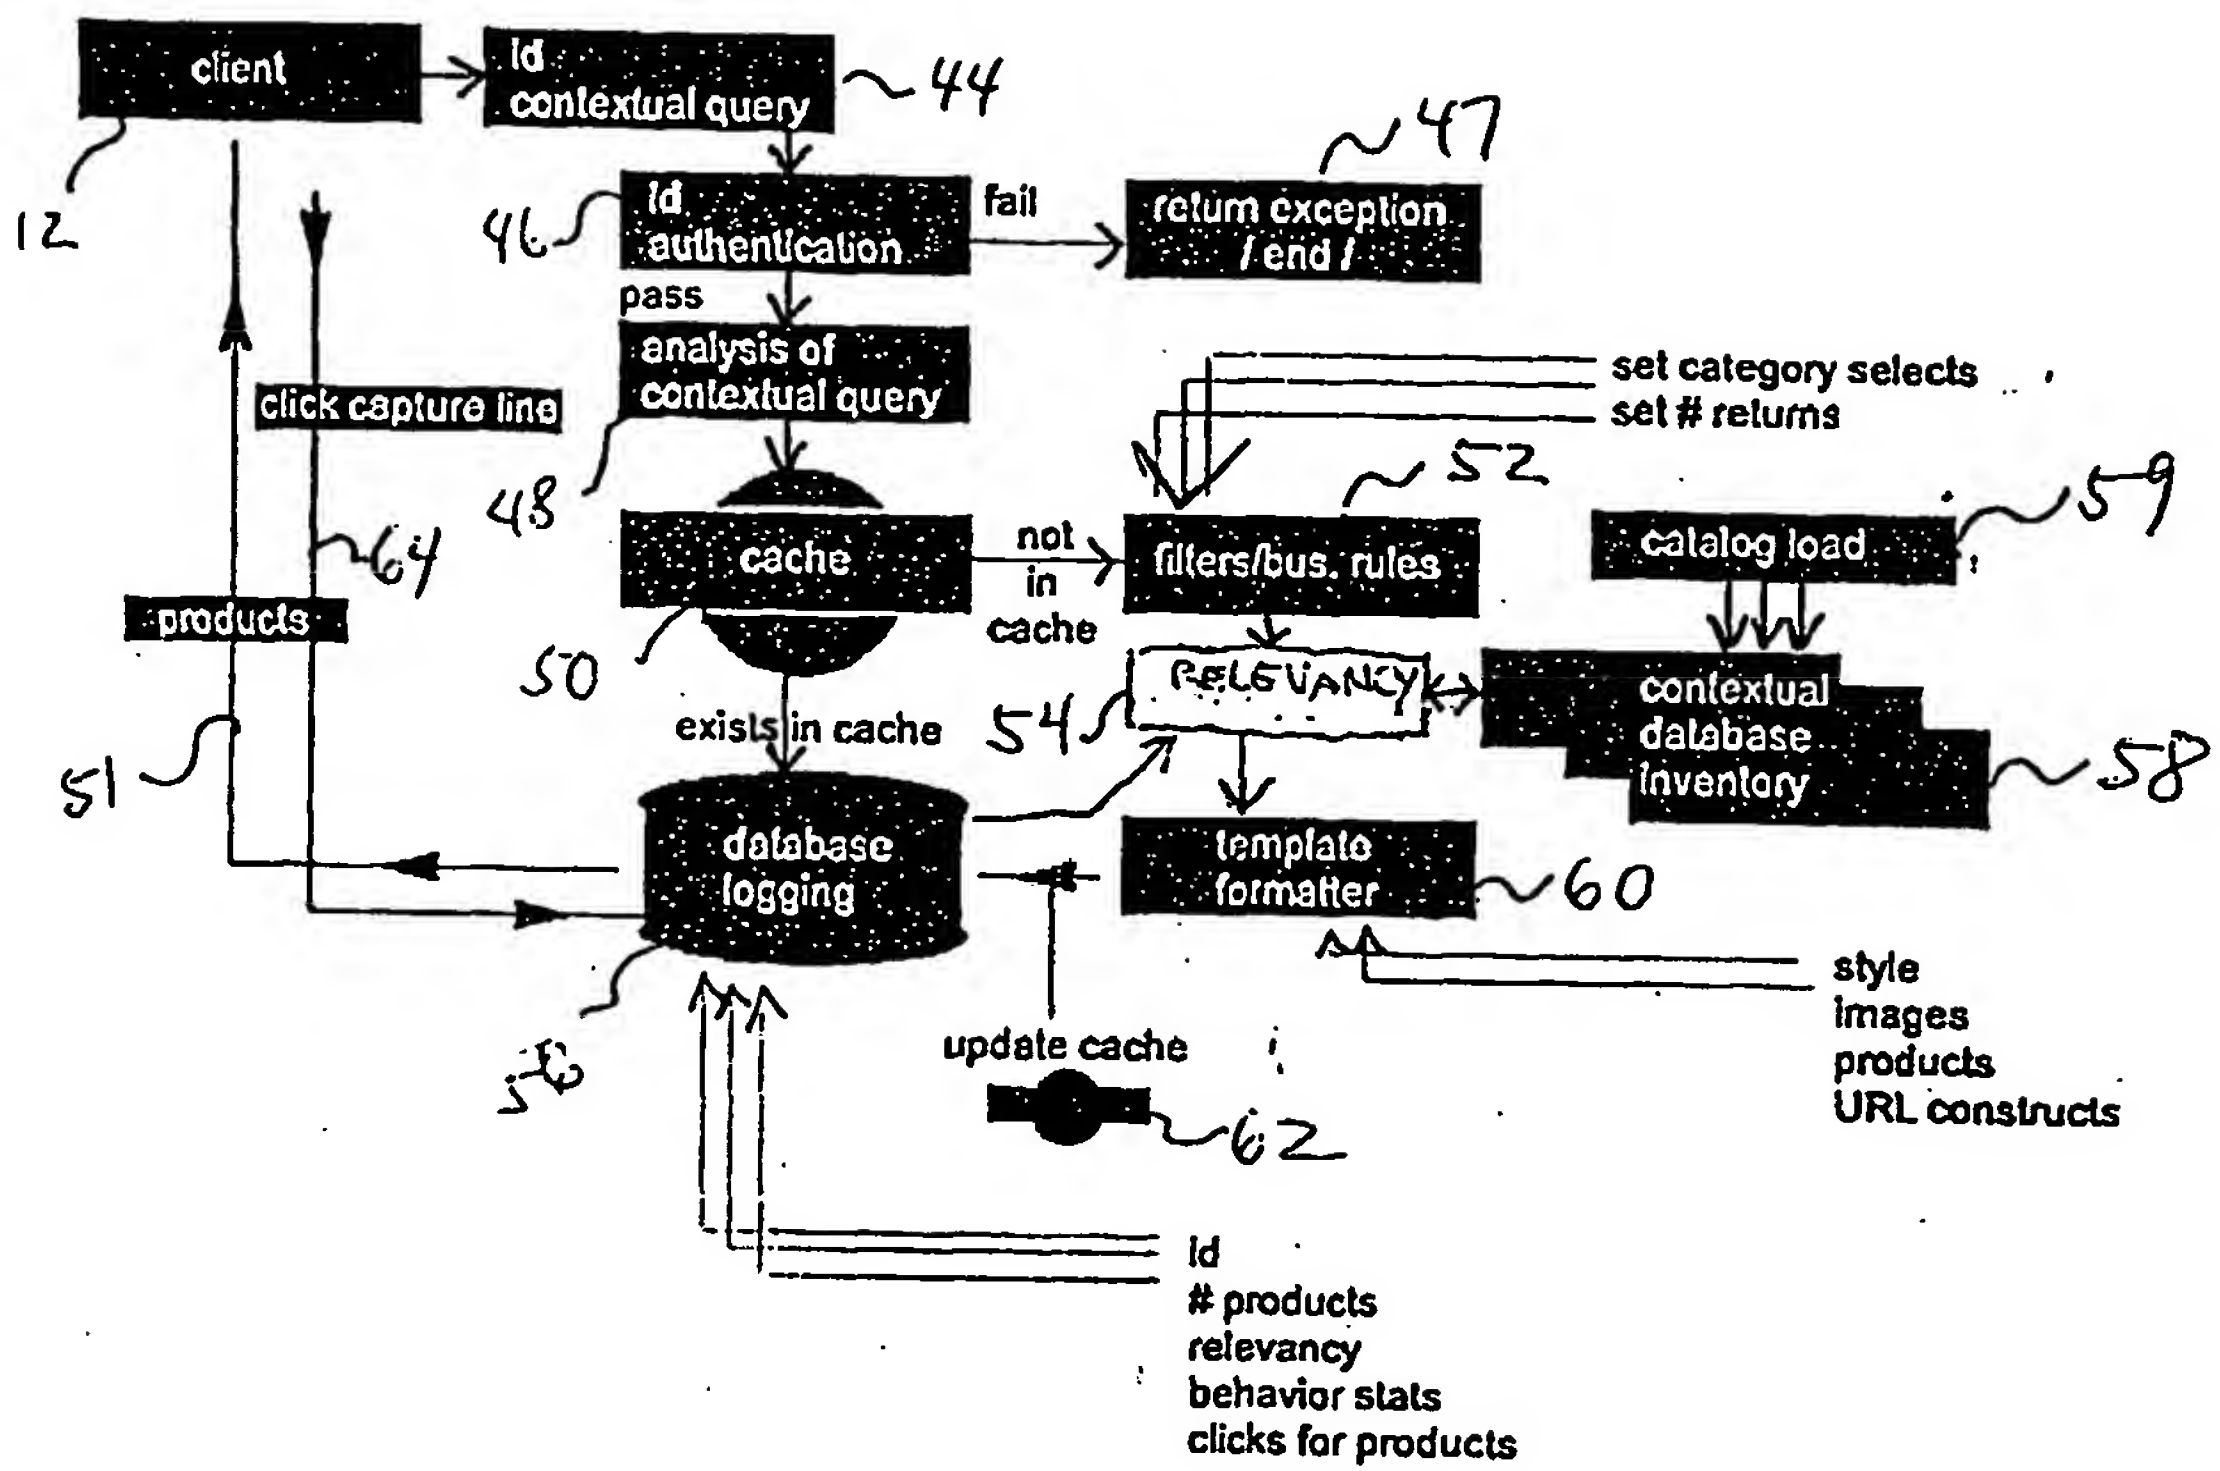 client
id
contextual query
44
12
46
id
authentication
fail
47
return exception
/ end /
pass
analysis of
contextual query
48
click capture line
set category selects
set # returns
52
59
cache
not
in
cache
filters/bus. rules
catalog load
64
products
50
exists in cache
54
RELEVANCY
contextual
database
inventory
58
51
database
logging
template
formatter
60
56
update cache
62
style
images
products
URL constructs
id
# products
relevancy
behavior stats
clicks for products